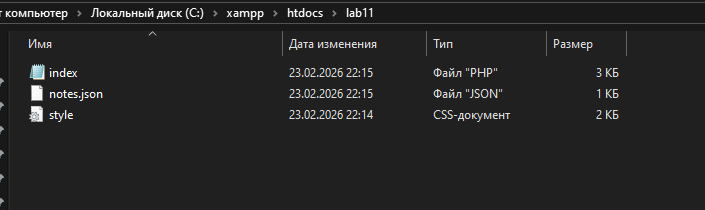 т компьютер > Локальный диск (C:) > xampp > htdocs > lab11
Имя Дата изменения Тип Размер
index 23.02.2026 22:15 Файл "PHP" 3 КБ
notes.json 23.02.2026 22:15 Файл "JSON" 1 КБ
style 23.02.2026 22:14 CSS-документ 2 КБ